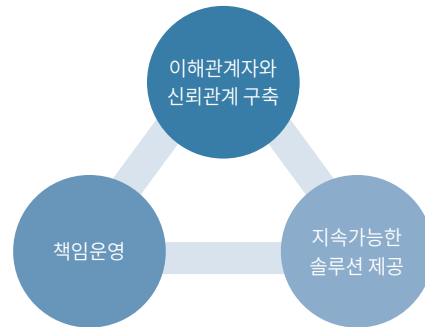 이해관계자와
신뢰관계 구축
책임운영
지속가능한
솔루션 제공